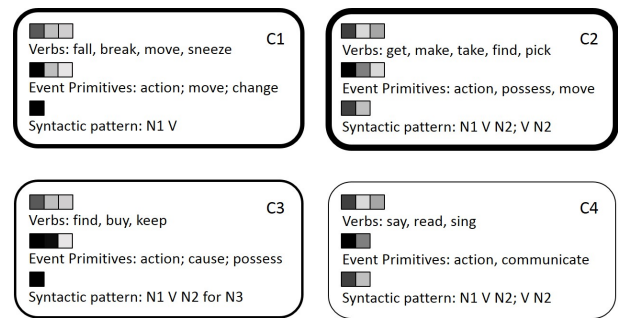 C1
Verbs: fall, break, move, sneeze
Event Primitives: action; move; change
Syntactic pattern: N1 V
C2
Verbs: get, make, take, find, pick
Event Primitives: action, possess, move
Syntactic pattern: N1 V N2; V N2
C3
Verbs: find, buy, keep
Event Primitives: action; cause; possess
Syntactic pattern: N1 V N2 for N3
C4
Verbs: say, read, sing
Event Primitives: action, communicate
Syntactic pattern: N1 V N2; V N2